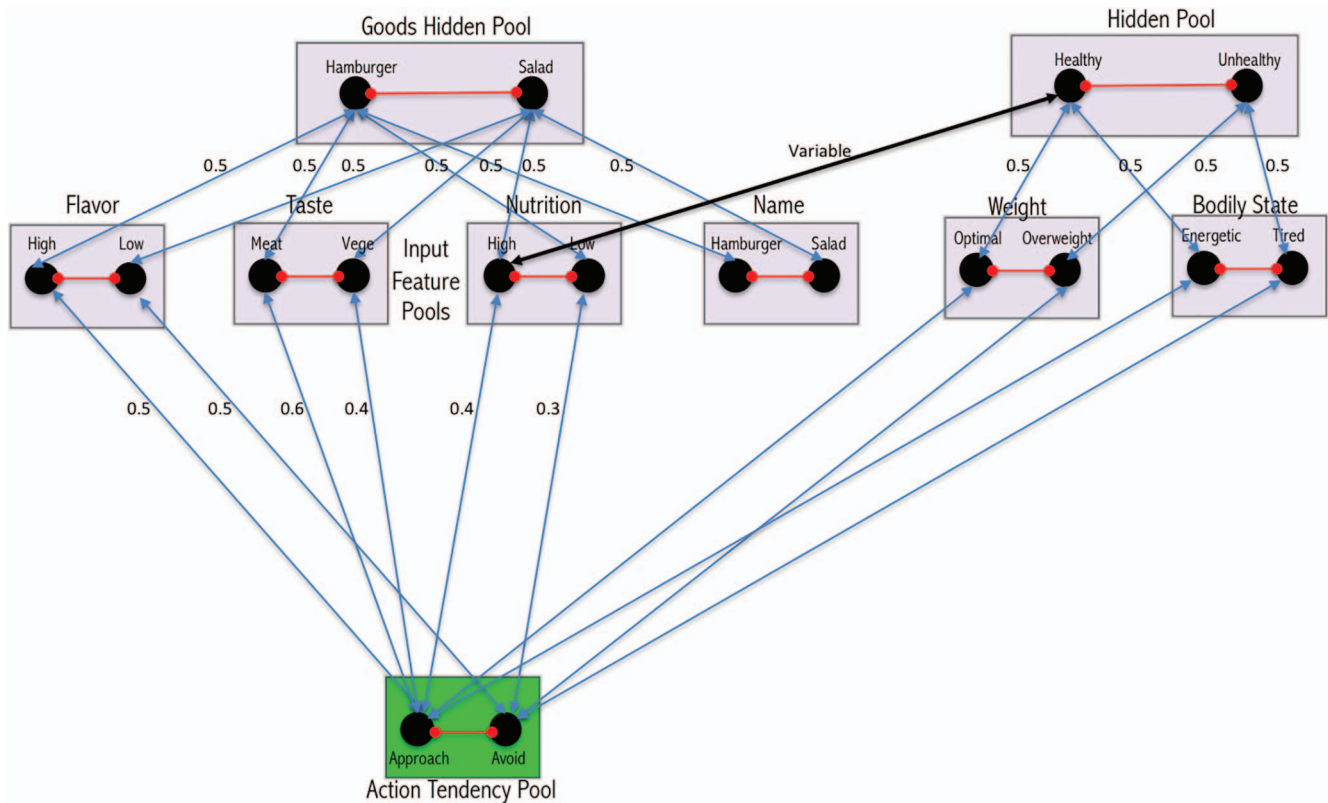 Goods Hidden Pool
Hidden Pool
Hamburger
Salad
Healthy
Unhealthy
Variable
0.5
0.5
0.5
0.5
0.5
0.5
0.5
0.5
0.5
0.5
0.5
Flavor
Taste
Nutrition
Name
Weight
Bodily State
High
Low
Meat
Vege
Input
Feature
Pools
High
Low
Hamburger
Salad
Optimal
Overweight
Energetic
Tired
0.5
0.5
0.6
0.4
0.4
0.3
Approach
Avoid
Action Tendency Pool